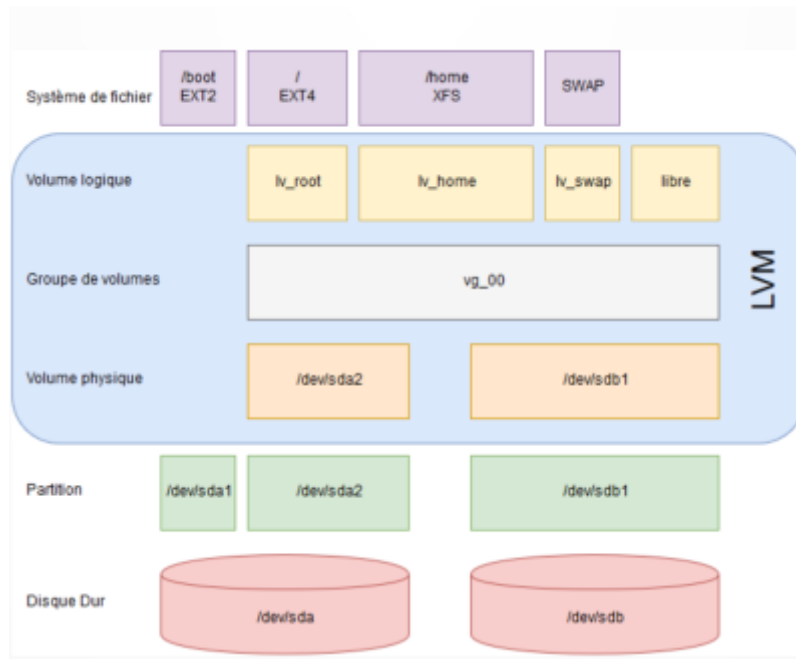 /boot
EXT2
/
EXT4
/home
XFS
SWAP
Système de fichier
Volume logique
lv_root
lv_home
lv_swap
libre
Groupe de volumes
vg_00
LVM
Volume physique
/dev/sda2
/dev/sdb1
Partition
/dev/sda1
/dev/sda2
/dev/sdb1
Disque Dur
/dev/sda
/dev/sdb